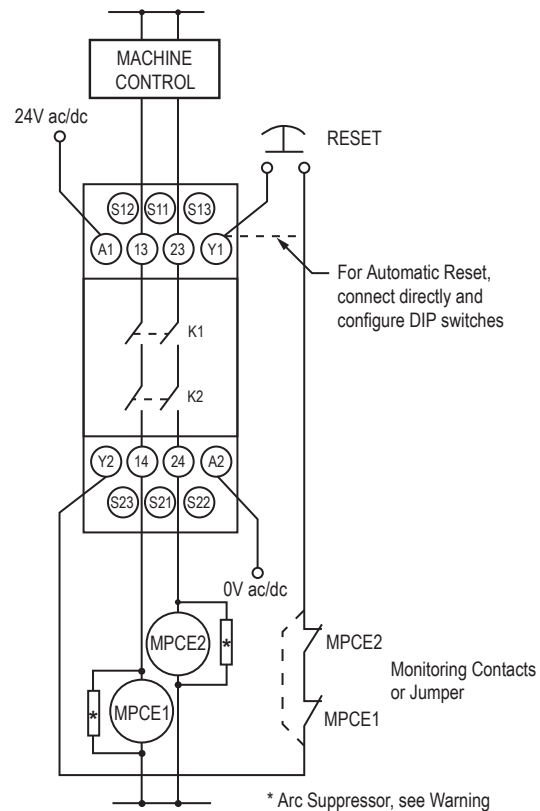 MACHINE
CONTROL
24V ac/dc
RESET
S12 S11 S13
A1 13 23 Y1
For Automatic Reset,
connect directly and
configure DIP switches
K1
K2
Y2 14 24 A2
S23 S21 S22
0V ac/dc
MPCE2
*
MPCE2
Monitoring Contacts
or Jumper
*
MPCE1
MPCE1
* Arc Suppressor, see Warning